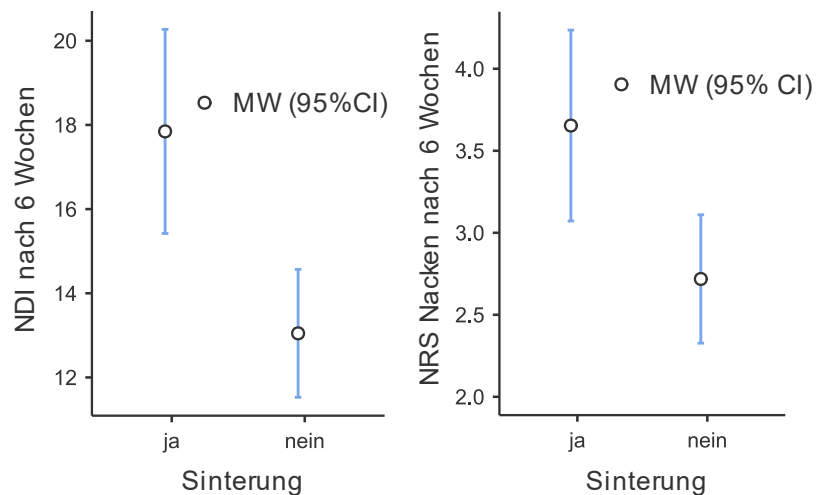 NDI nach 6 Wochen
20
18
16
14
12
MW (95%CI)
ja
nein
Sinterung
NRS Nacken nach 6 Wochen
4.0
3.5
3.0
2.5
2.0
MW (95% CI)
ja
nein
Sinterung